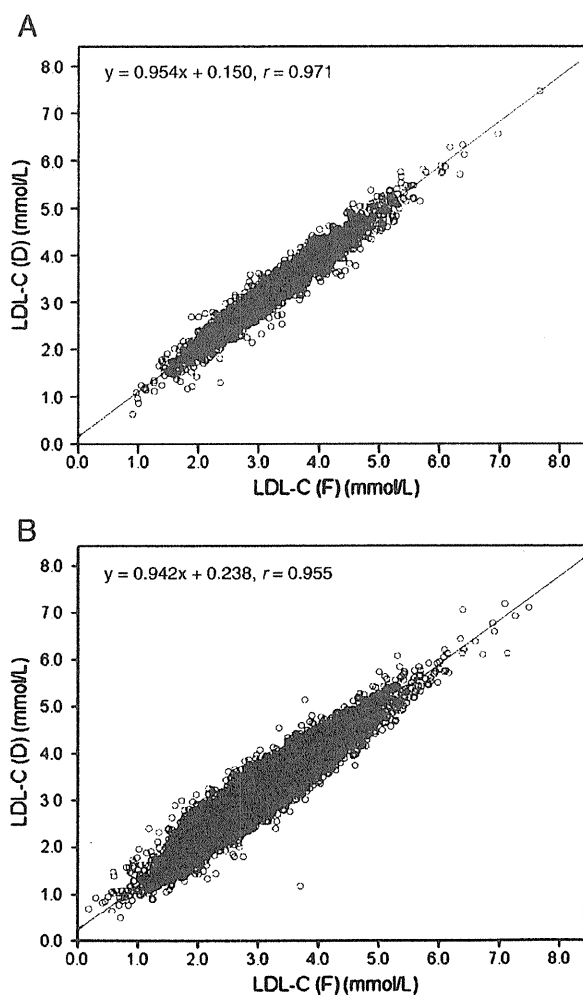 A
y = 0.954x + 0.150, r = 0.971
LDL-C (D) (mmol/L)
8.0
7.0
6.0
5.0
4.0
3.0
2.0
1.0
0.0
0.0 1.0 2.0 3.0 4.0 5.0 6.0 7.0 8.0
LDL-C (F) (mmol/L)
B
y = 0.942x + 0.238, r = 0.955
LDL-C (D) (mmol/L)
8.0
7.0
6.0
5.0
4.0
3.0
2.0
1.0
0.0
0.0 1.0 2.0 3.0 4.0 5.0 6.0 7.0 8.0
LDL-C (F) (mmol/L)